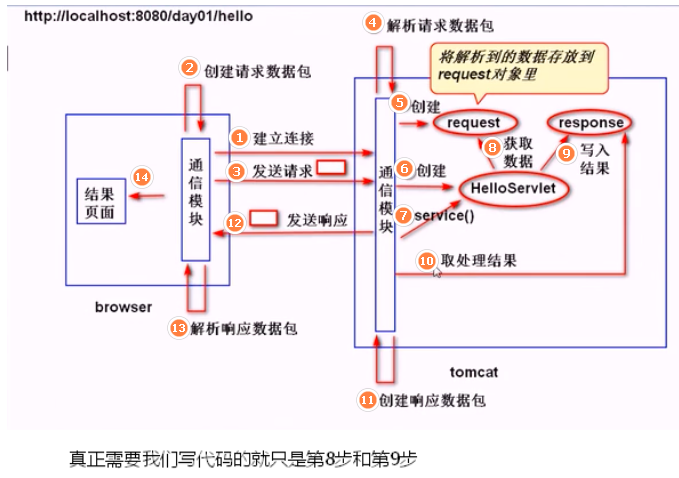 http://localhost:8080/day01/hello
④ 解析请求数据包
将解析到的数据存放到
request对象里
② 创建请求数据包
⑤ 创建
request
response
① 建立连接
⑧ 获取
数据
⑨ 写入
结果
③ 发送请求
⑥ 创建
HelloServlet
⑭
结果
页面
通信模块
通信模块
⑫ 发送响应
⑦ service()
⑩ 取处理结果
browser
⑬ 解析响应数据包
tomcat
⑪ 创建响应数据包
真正需要我们写代码的就只是第8步和第9步